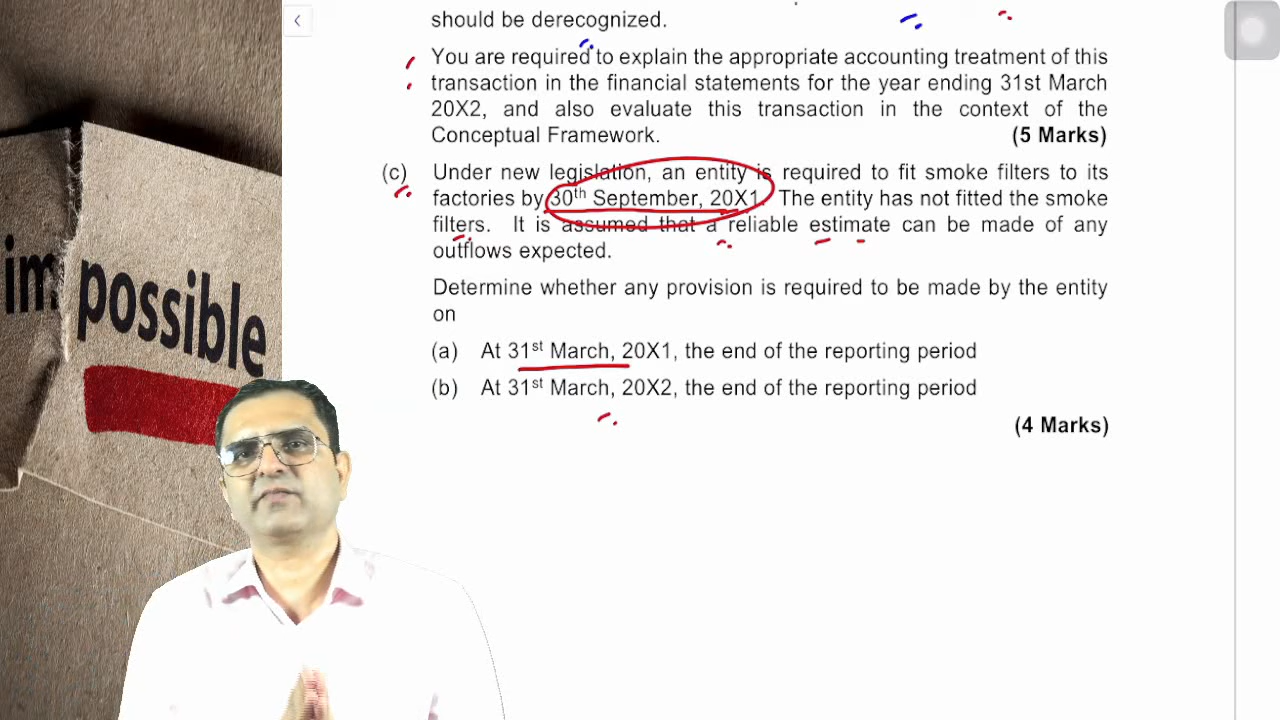 should be derecognized.
You are required to explain the appropriate accounting treatment of this
transaction in the financial statements for the year ending 31st March
20X2, and also evaluate this transaction in the context of the
Conceptual Framework. (5 Marks)
(c) Under new legislation, an entity is required to fit smoke filters to its
factories by 30th September, 20X1. The entity has not fitted the smoke
filters. It is assumed that a reliable estimate can be made of any
outflows expected.
Determine whether any provision is required to be made by the entity
on
(a) At 31st March, 20X1, the end of the reporting period
(b) At 31st March, 20X2, the end of the reporting period
(4 Marks)
im possible